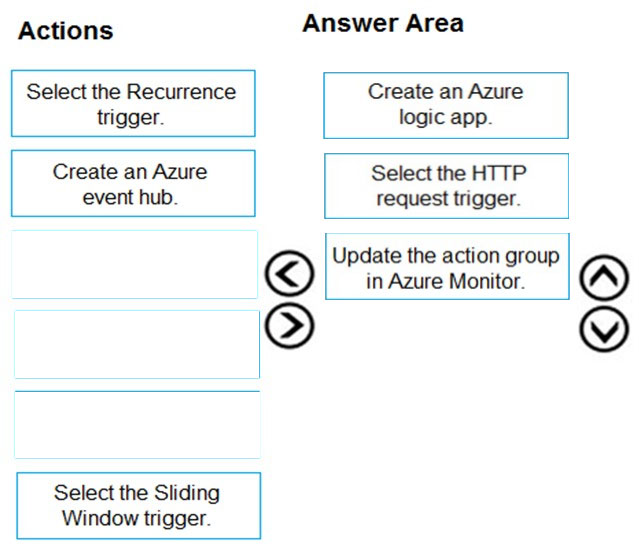 Actions
Answer Area
Select the Recurrence
trigger.
Create an Azure
logic app.
Create an Azure
event hub.
Select the HTTP
request trigger.
Update the action group
in Azure Monitor.
Select the Sliding
Window trigger.